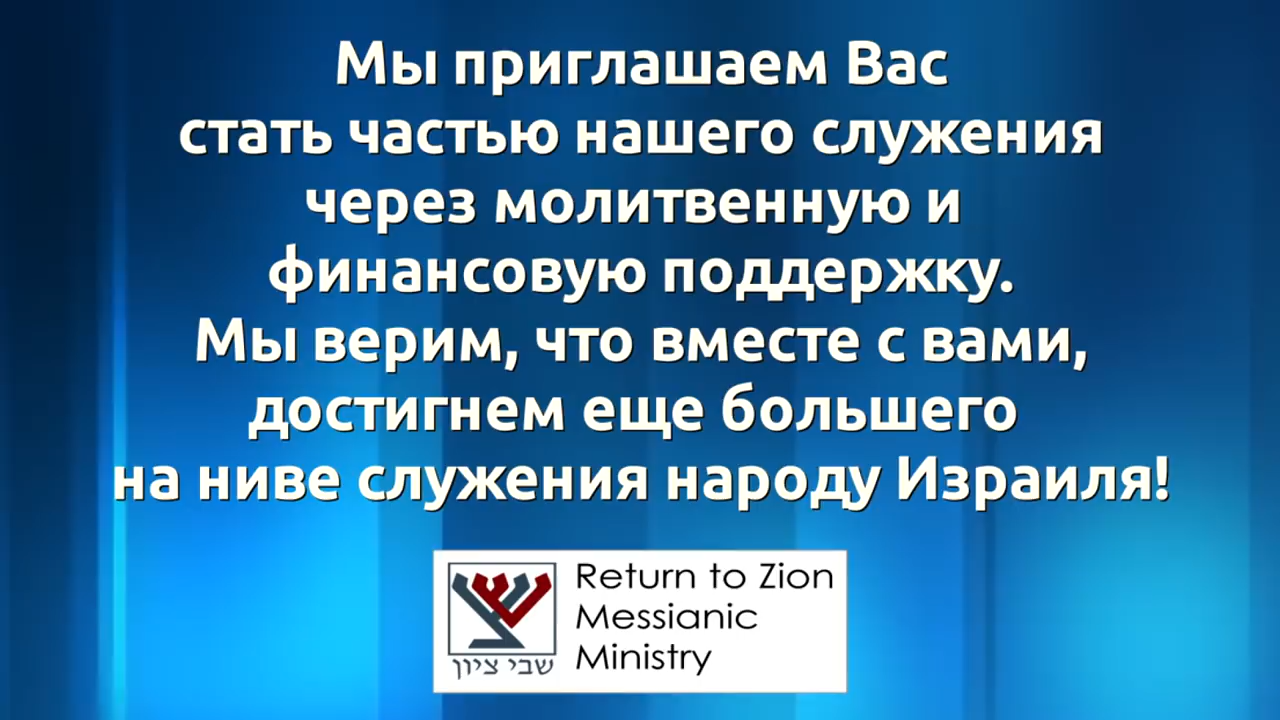 Мы приглашаем Вас
стать частью нашего служения
через молитвенную и
финансовую поддержку.
Мы верим, что вместе с вами,
достигнем еще большего
на ниве служения народу Израиля!
Return to Zion
Messianic
Ministry
שבי ציון